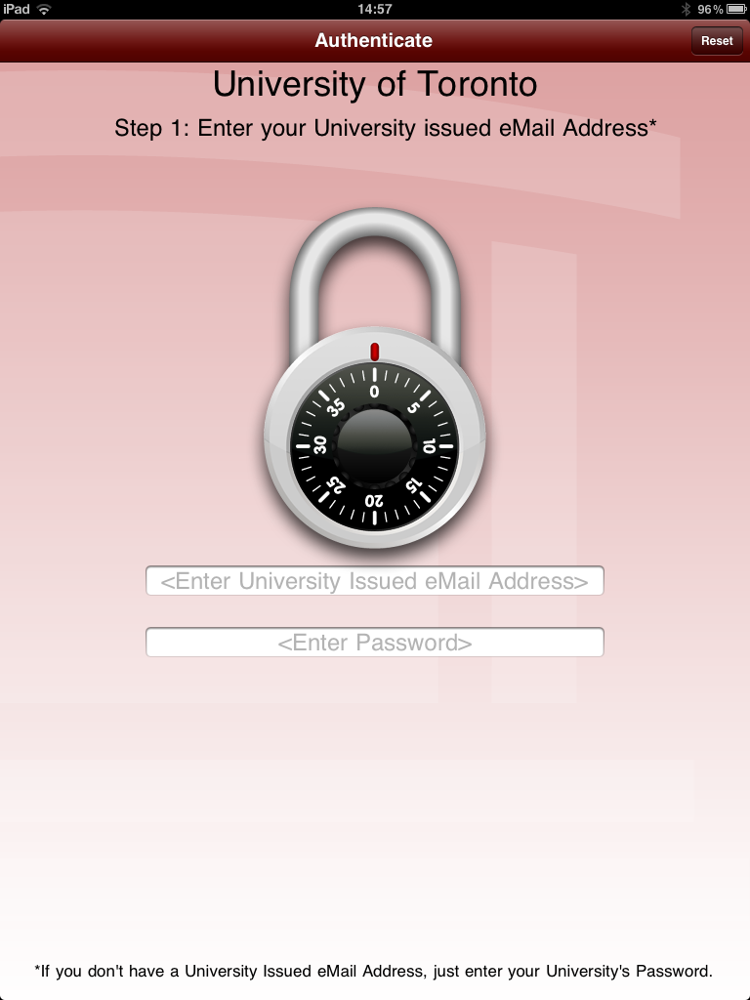 iPad 14:57 96%
Authenticate Reset
University of Toronto
Step 1: Enter your University issued eMail Address*
0
35 5
30 10
25 15
20
<Enter University Issued eMail Address>
<Enter Password>
*If you don't have a University Issued eMail Address, just enter your University's Password.